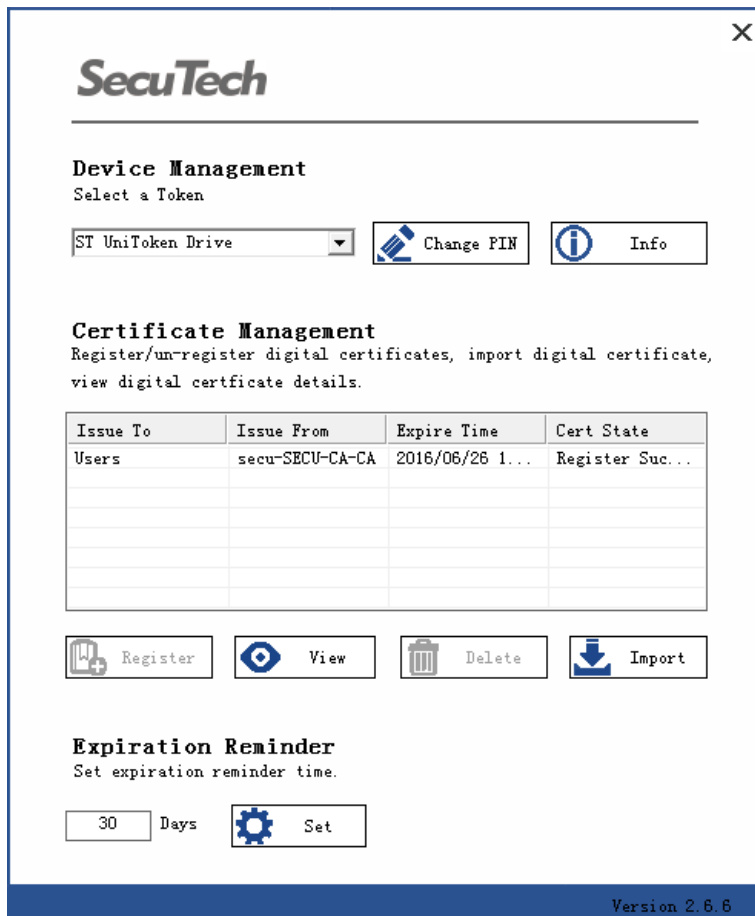 SecuTech
Device Management
Select a Token
ST UniToken Drive
Change PIN
Info
Certificate Management
Register/un-register digital certificates, import digital certificate,
view digital certficate details.
Issue To Issue From Expire Time Cert State
Users secu-SECU-CA-CA 2016/06/26 1... Register Suc...
Register View Delete Import
Expiration Reminder
Set expiration reminder time.
30 Days Set
Version 2.6.6